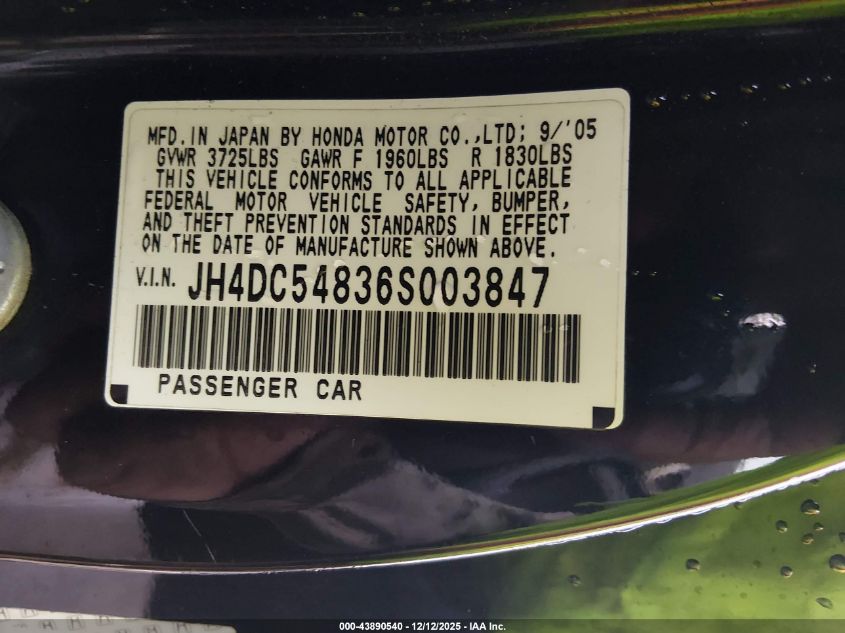 MFD. IN JAPAN BY HONDA MOTOR CO.,LTD; 9/'05
GVWR 3725LBS GAWR F 1960LBS R 1830LBS
THIS VEHICLE CONFORMS TO ALL APPLICABLE
FEDERAL MOTOR VEHICLE SAFETY, BUMPER,
AND THEFT PREVENTION STANDARDS IN EFFECT
ON THE DATE OF MANUFACTURE SHOWN ABOVE.
V.I.N. JH4DC54836S003847
PASSENGER CAR
000-43890540 - 12/12/2025 - IAA Inc.